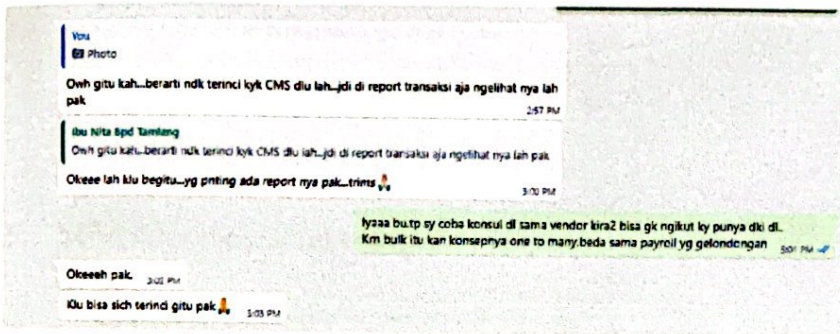 You
Photo
Owh gitu kah...berarti ndk terinci kyk CMS dlu lah...jdi di report transaksi aja ngelihat nya lah
pak
2:57 PM
Ibu Nita Bpd Tamlang
Owh gitu kah...berarti ndk terinci kyk CMS dlu lah...jdi di report transaksi aja ngelihat nya lah pak
Okeee lah klu begitu...yg pnting ada report nya pak...trims 🙏
3:00 PM
Iyaaa bu.tp sy coba konsul dl sama vendor kira2 bisa gk ngikut ky punya dki dl..
Krn bulk itu kan konsepnya one to many.beda sama payroll yg gelondongan
3:01 PM
Okeeeh pak.
3:02 PM
Klu bisa sich terinci gitu pak 🙏
3:03 PM